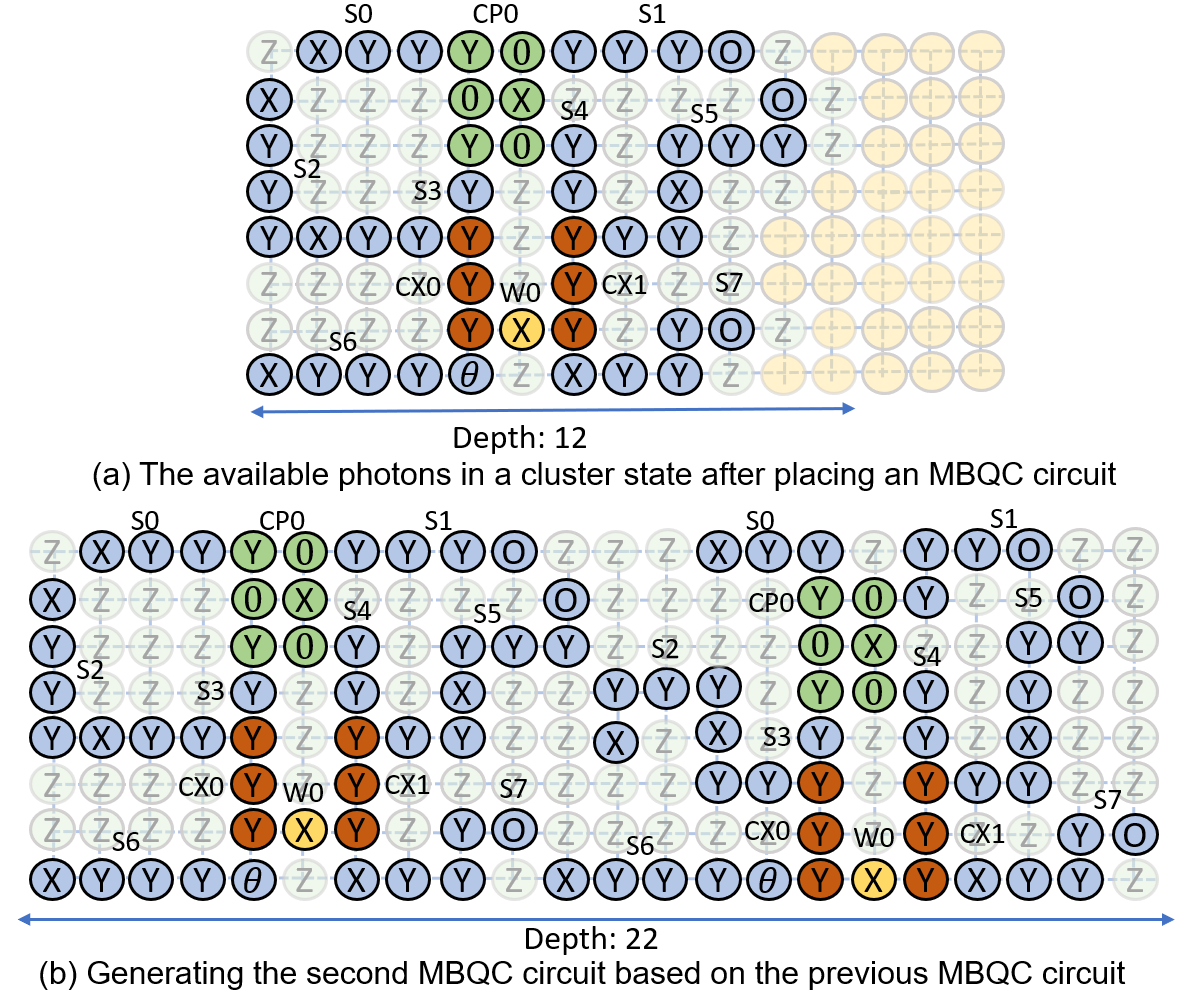 S0 CP0 S1
Z X Y Y Y 0 Y Y Y O Z
X Z Z Z 0 X Z Z Z Z O Z
S4 S5
Y Z Z Z Y 0 Y Z Y Y Y Z
S2
Y Z Z Z S3 Y Z Y Z X Z Z
Y X Y Y Y Z Y Y Y Z
Z Z Z CX0 Y Z Y CX1 Z S7
W0
Z Z Z Z Y X Y Z Y O Z
S6
X Y Y Y θ Z X Y Y Z
Depth: 12
(a) The available photons in a cluster state after placing an MBQC circuit
S0 CP0 S1 S0 S1
Z X Y Y Y 0 Y Y Y O Z Z Z X Y Y Z Y Y O Z Z
X Z Z Z 0 X Z Z Z Z O Z Z Z CP0 Y 0 Y Z S5 O Z
S4 S5
Y Z Z Z Y 0 Y Z Y Y Y Z Z Z Z 0 X Z Z Y Y Z
S2 S2 S4
Y Z Z Z S3 Y Z Y Z X Z Z Y Y Y Z Y 0 Y Z Y Z Z
Y X Y Y Y Z Y Y Y Z Z X Z X S3 Y Z Y Z X Z Z
Z Z Z CX0 Y Z Y CX1 Z Z Z Z Z Y Y Y Z Y Y Y Z Z
W0 S7 S7
Z Z Z Z Y X Y Z Y O Z Z Z Z CX0 Y Z Y CX1 Z Y O
S6 S6 W0
X Y Y Y θ Z X Y Y Z X Y Y Y θ Y X Y X Y Y Z
Depth: 22
(b) Generating the second MBQC circuit based on the previous MBQC circuit